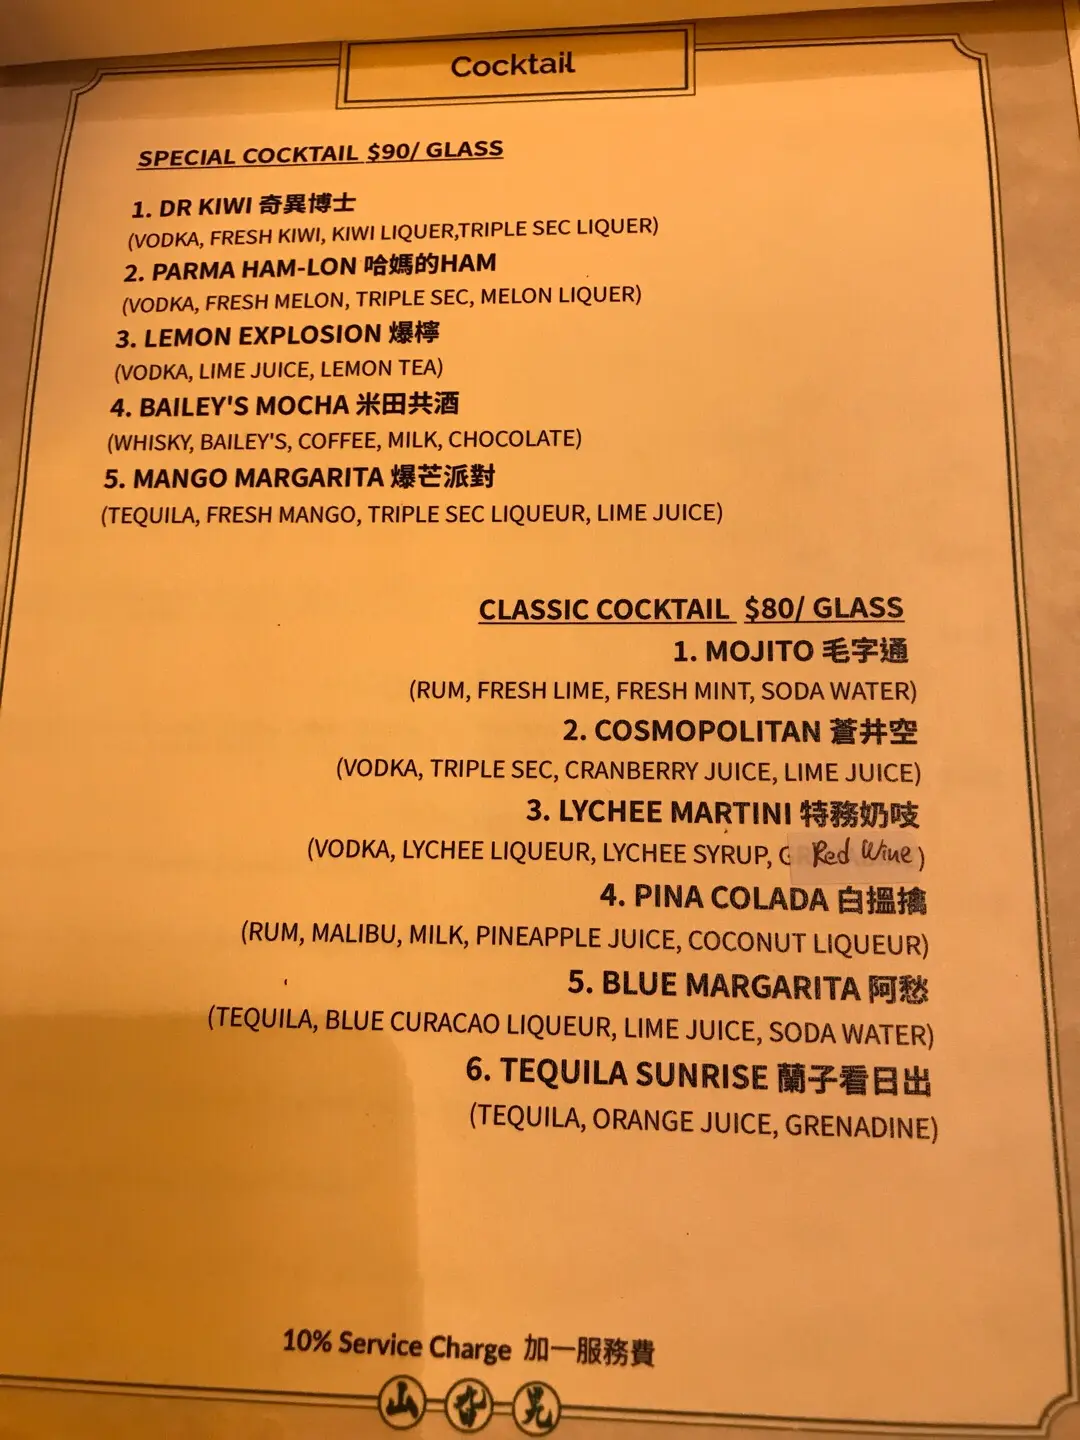 Cocktail
SPECIAL COCKTAIL $90/ GLASS
1. DR KIWI 奇異博士
(VODKA, FRESH KIWI, KIWI LIQUER,TRIPLE SEC LIQUER)
2. PARMA HAM-LON 哈媽的HAM
(VODKA, FRESH MELON, TRIPLE SEC, MELON LIQUER)
3. LEMON EXPLOSION 爆檸
(VODKA, LIME JUICE, LEMON TEA)
4. BAILEY'S MOCHA 米田共酒
(WHISKY, BAILEY'S, COFFEE, MILK, CHOCOLATE)
5. MANGO MARGARITA 爆芒派對
(TEQUILA, FRESH MANGO, TRIPLE SEC LIQUEUR, LIME JUICE)
CLASSIC COCKTAIL $80/ GLASS
1. MOJITO 毛字通
(RUM, FRESH LIME, FRESH MINT, SODA WATER)
2. COSMOPOLITAN 蒼井空
(VODKA, TRIPLE SEC, CRANBERRY JUICE, LIME JUICE)
3. LYCHEE MARTINI 特務奶吱
(VODKA, LYCHEE LIQUEUR, LYCHEE SYRUP, Red Wine)
4. PINA COLADA 白搵擒
(RUM, MALIBU, MILK, PINEAPPLE JUICE, COCONUT LIQUEUR)
5. BLUE MARGARITA 阿愁
(TEQUILA, BLUE CURACAO LIQUEUR, LIME JUICE, SODA WATER)
6. TEQUILA SUNRISE 蘭子看日出
(TEQUILA, ORANGE JUICE, GRENADINE)
10% Service Charge 加一服務費
山